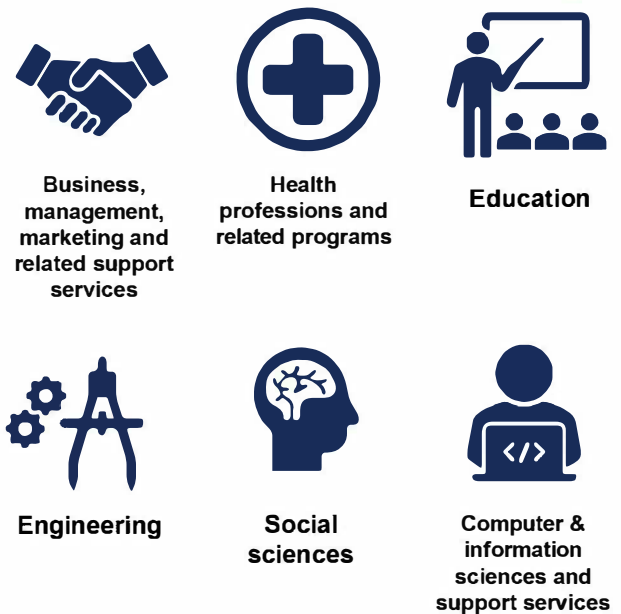 Business,
management,
marketing and
related support
services
Health
professions and
related programs
Education
Engineering
Social
sciences
</>
Computer &
information
sciences and
support services